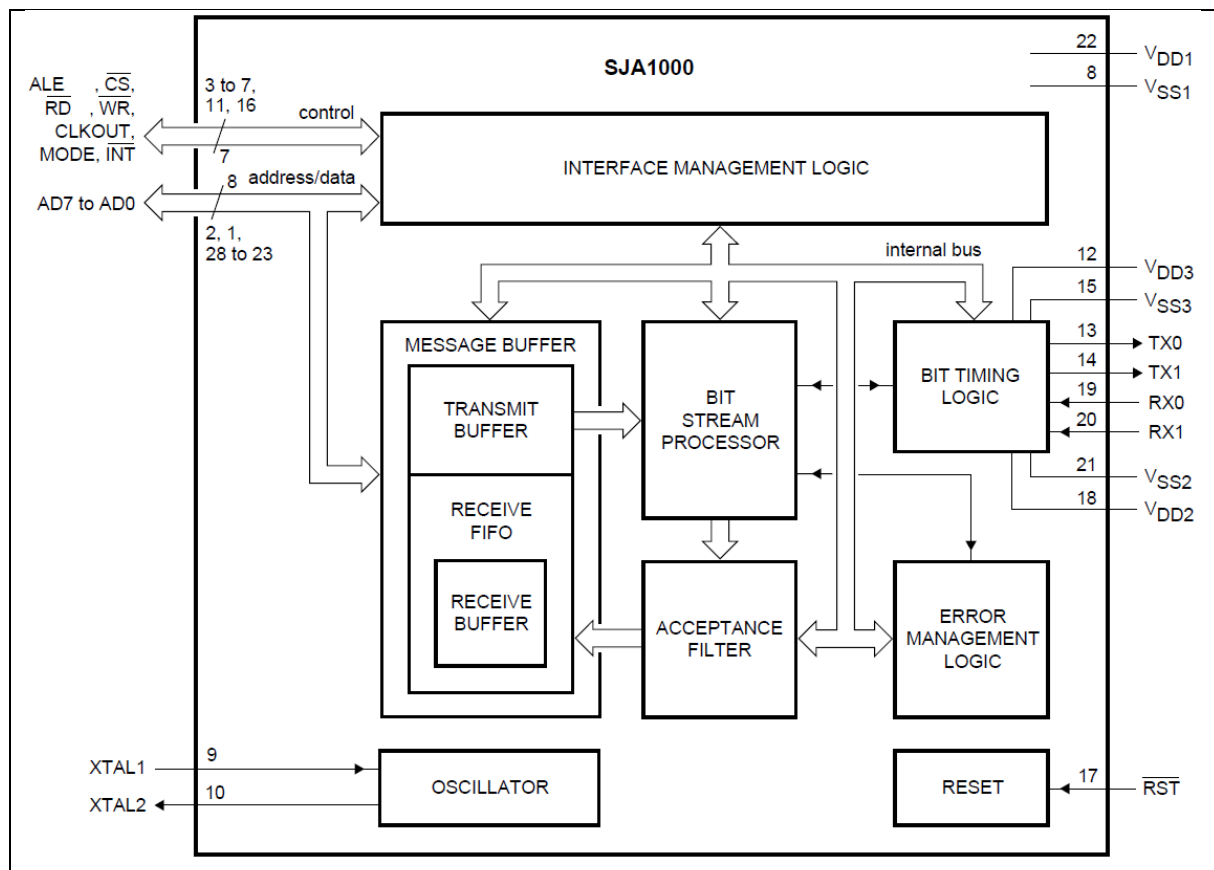 SJA1000
ALE , CS,
RD , WR,
CLKOUT,
MODE, INT
3 to 7,
11, 16
control
7
INTERFACE MANAGEMENT LOGIC
AD7 to AD0
8
address/data
2, 1,
28 to 23
22
VDD1
8
VSS1
internal bus
12
VDD3
15
VSS3
13
TX0
14
TX1
19
RX0
20
RX1
21
VSS2
18
VDD2
MESSAGE BUFFER
TRANSMIT
BUFFER
RECEIVE
FIFO
RECEIVE
BUFFER
BIT
STREAM
PROCESSOR
BIT TIMING
LOGIC
ACCEPTANCE
FILTER
ERROR
MANAGEMENT
LOGIC
XTAL1
9
XTAL2
10
OSCILLATOR
RESET
17
RST